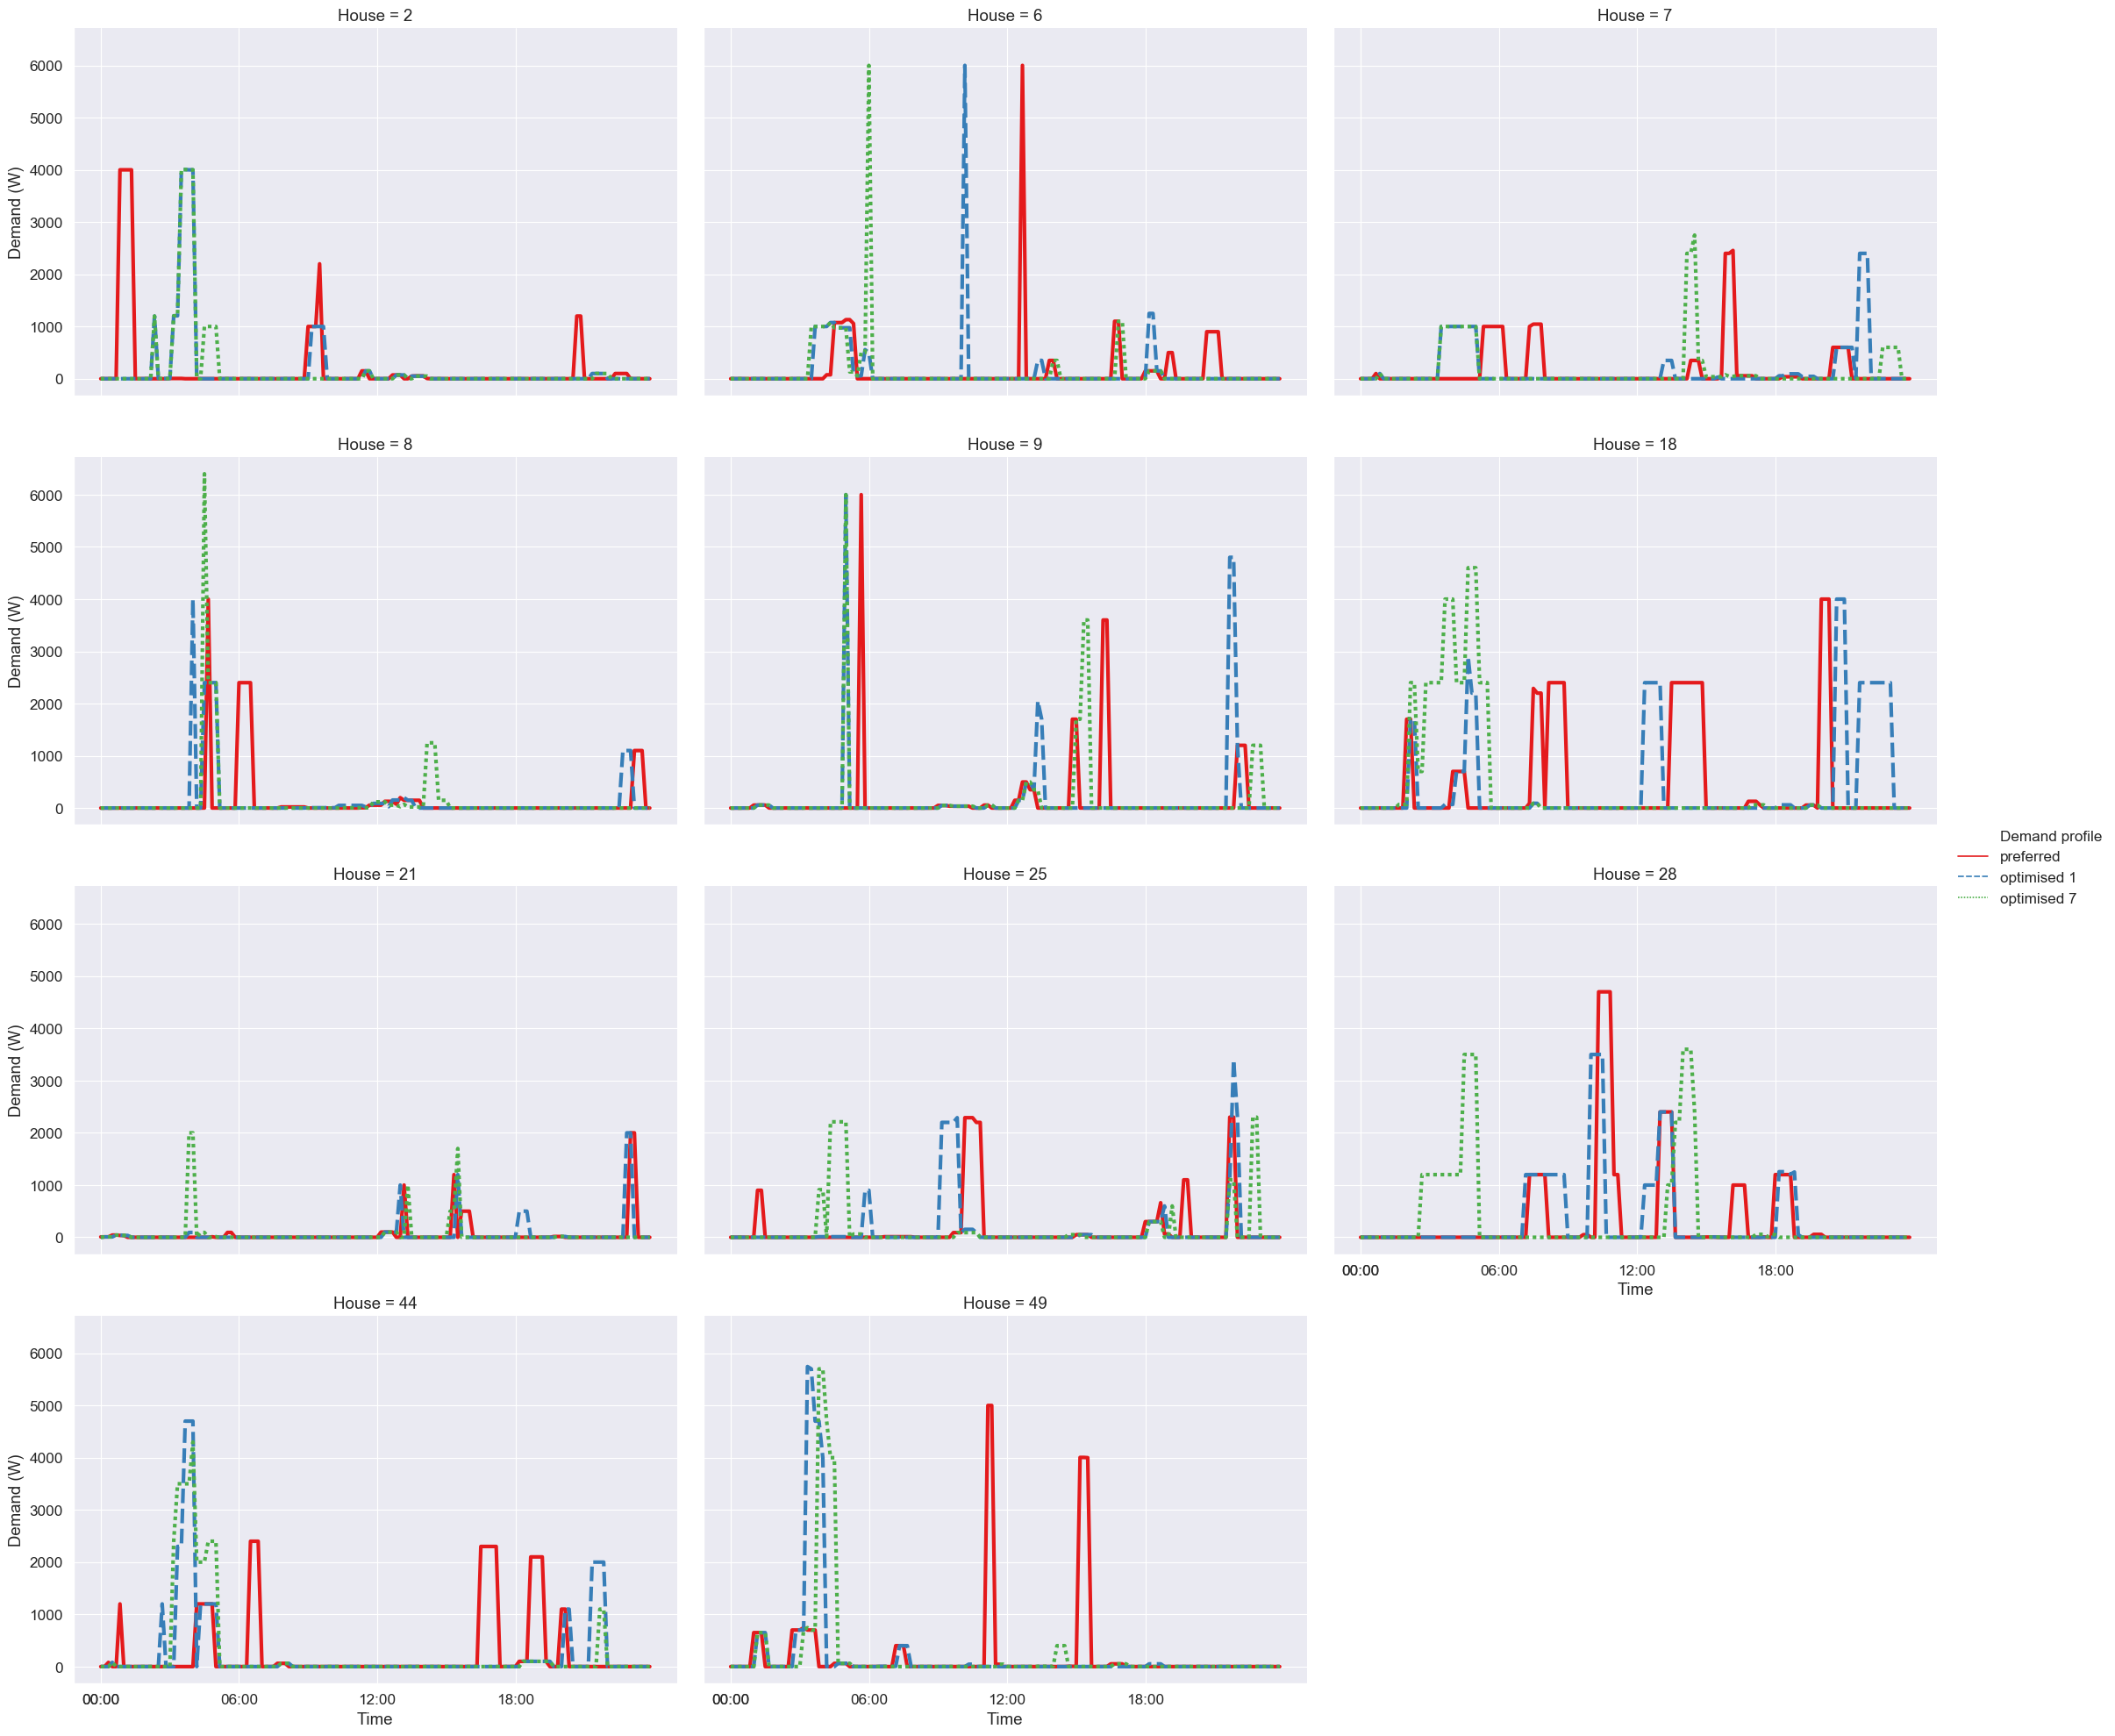 House = 2
House = 6
House = 7
6000
5000
4000
3000
2000
1000
0
Demand (W)
House = 8
House = 9
House = 18
6000
5000
4000
3000
2000
1000
0
Demand (W)
Demand profile
preferred
optimised 1
optimised 7
House = 21
House = 25
House = 28
6000
5000
4000
3000
2000
1000
0
Demand (W)
00:00 06:00 12:00 18:00
Time
House = 44
House = 49
6000
5000
4000
3000
2000
1000
0
Demand (W)
00:00 06:00 12:00 18:00
Time
00:00 06:00 12:00 18:00
Time